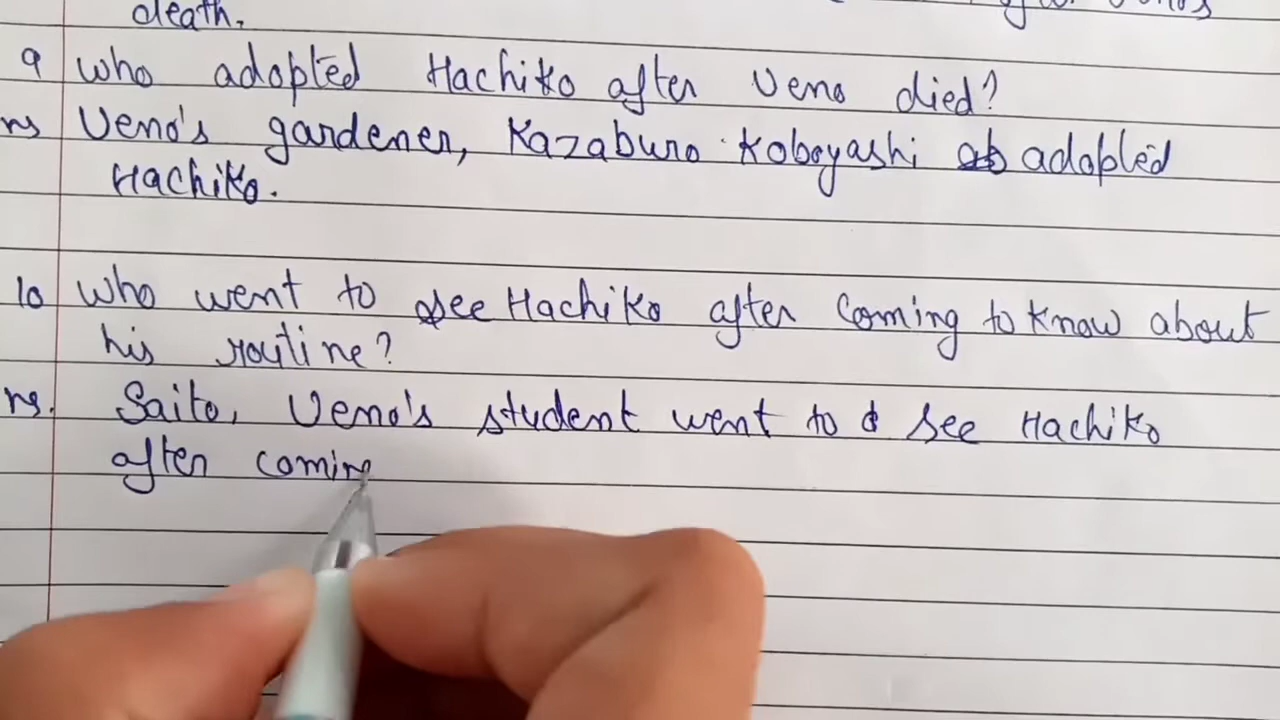 death.
9 Who adopted Hachiko after Ueno died?
ns Ueno's gardener, Kazaburo Koboyashi adopted
Hachiko.
10 Who went to see Hachiko after coming to know about
his routine?
ns. Saito, Ueno's student went to see Hachiko
after comin